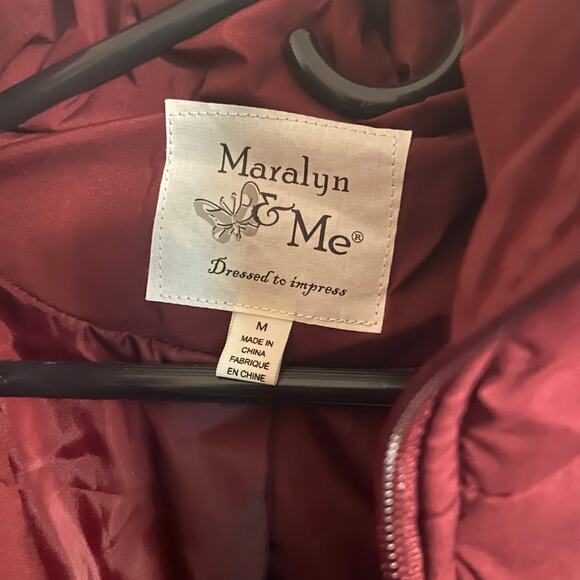 Maralyn
& Me®
Dressed to impress
M
MADE IN
CHINA
FABRIQUÉ
EN CHINE